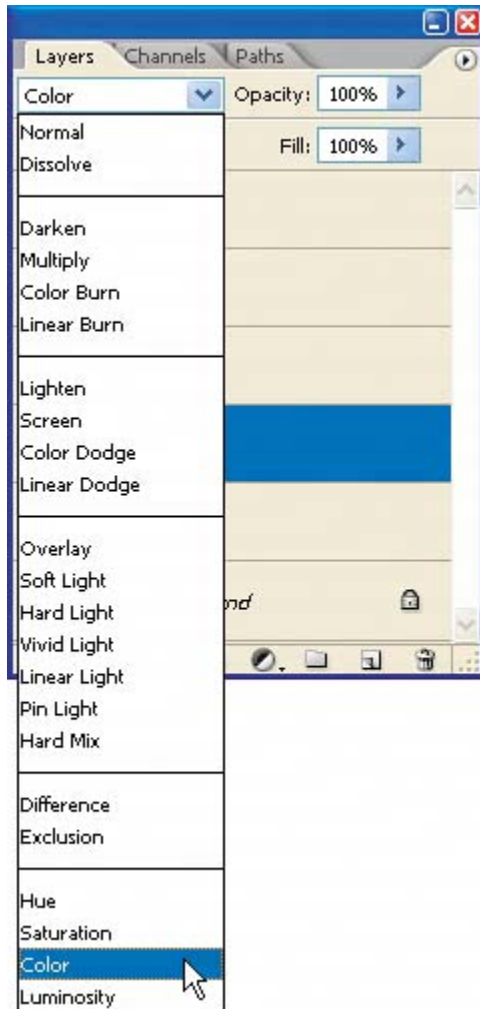 Layers Channels Paths
Color Opacity: 100%
Normal
Fill: 100%
Dissolve
Darken
Multiply
Color Burn
Linear Burn
Lighten
Screen
Color Dodge
Linear Dodge
Overlay
Soft Light
Hard Light
Vivid Light
Linear Light
Pin Light
Hard Mix
Difference
Exclusion
Hue
Saturation
Color
Luminosity